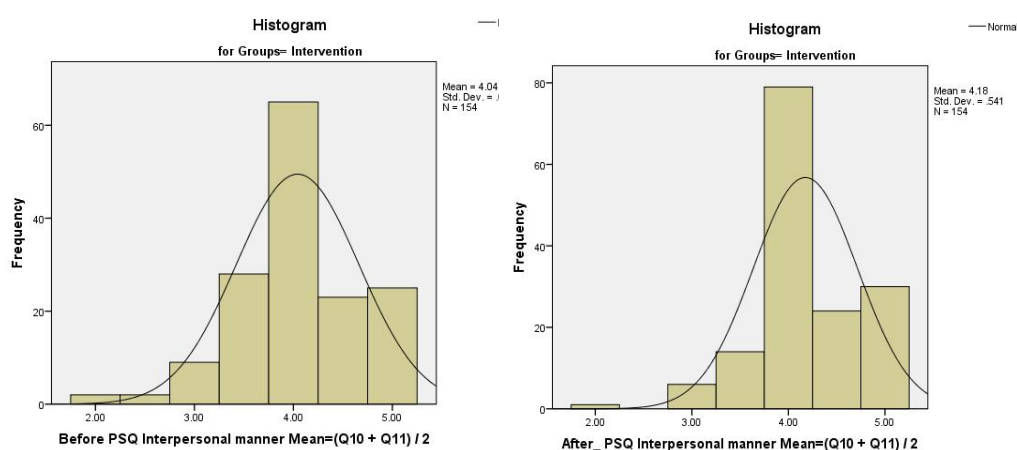 Histogram
for Groups= Intervention
Mean = 4.04
Std. Dev. =
N = 154
Frequency
60
40
20
0
2.00 3.00 4.00 5.00
Before PSQ Interpersonal manner Mean=(Q10 + Q11) / 2
Histogram
Norma
for Groups= Intervention
Mean = 4.18
Std. Dev. = .541
N = 154
Frequency
80
60
40
20
0
2.00 3.00 4.00 5.00
After_ PSQ Interpersonal manner Mean=(Q10 + Q11) / 2